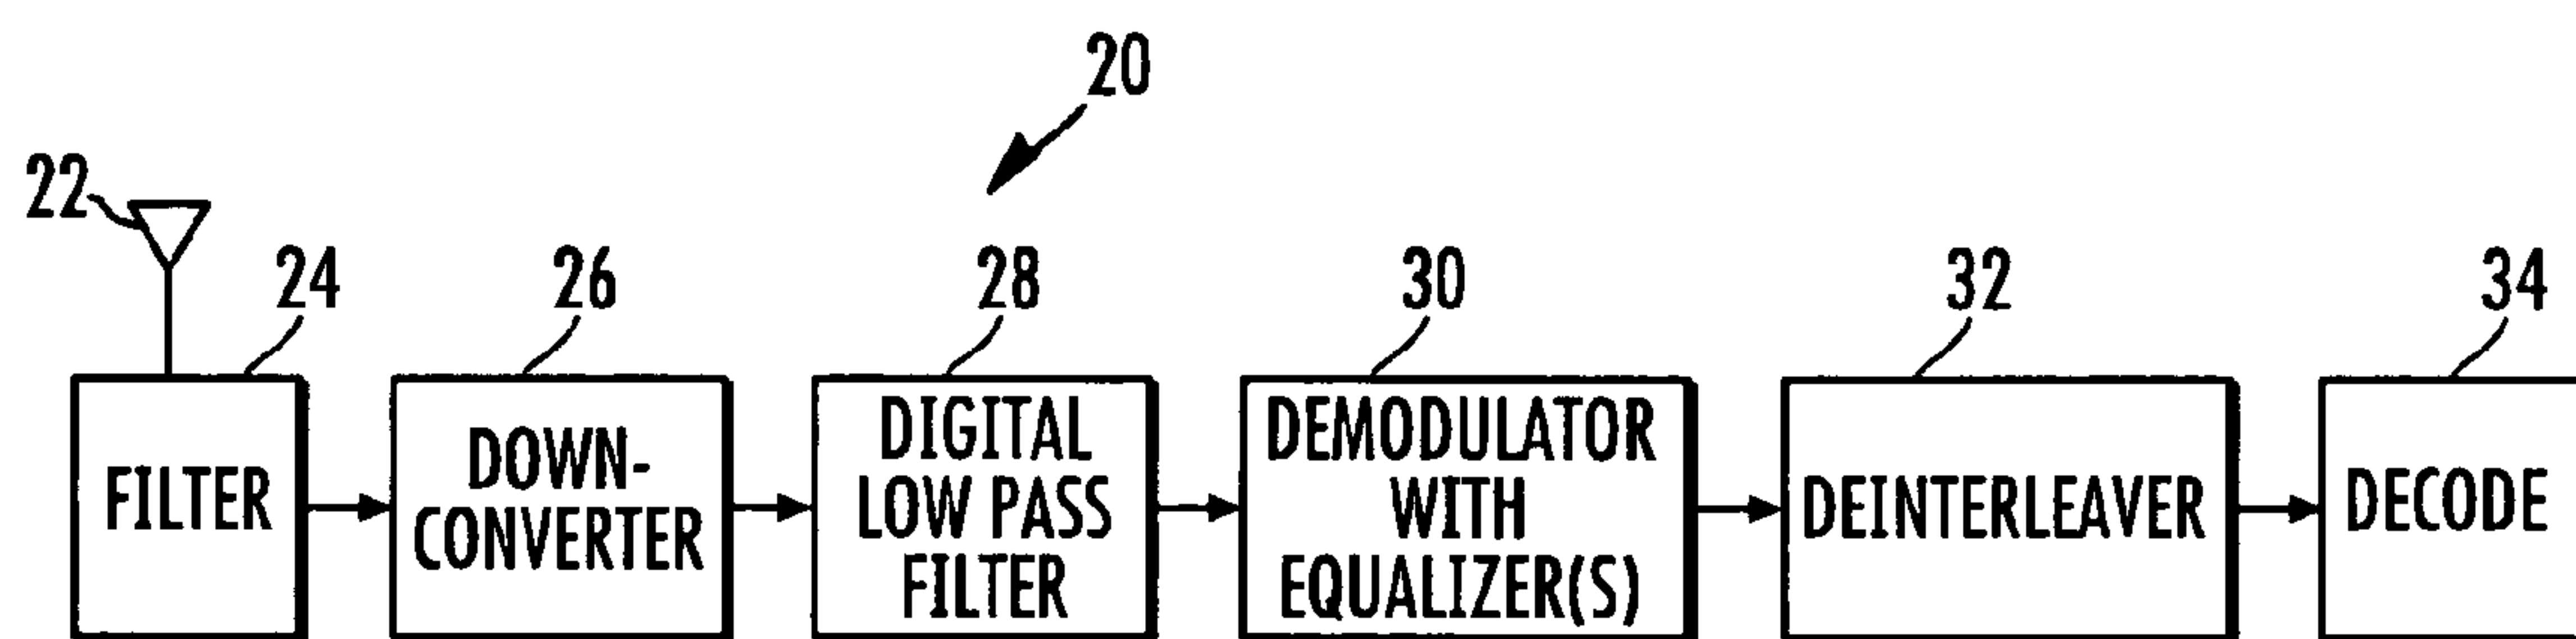 20
22
24
26
28
30
32
34
FILTER
DOWN-
CONVERTER
DIGITAL
LOW PASS
FILTER
DEMODULATOR
WITH
EQUALIZER(S)
DEINTERLEAVER
DECODE